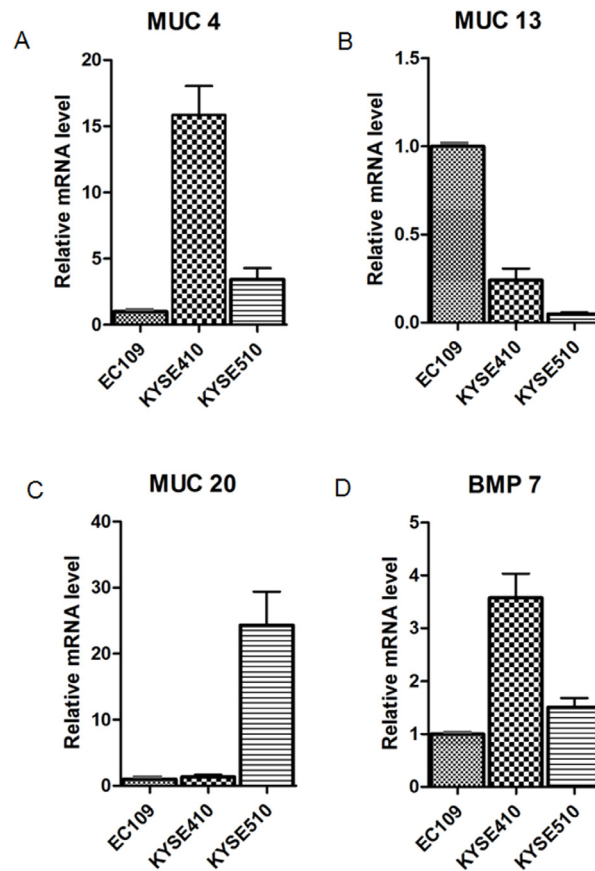 A
MUC 4
Relative mRNA level
20
15
10
5
0
EC109
KYSE410
KYSE510
B
MUC 13
Relative mRNA level
1.5
1.0
0.5
0.0
EC109
KYSE410
KYSE510
C
MUC 20
Relative mRNA level
40
30
20
10
0
EC109
KYSE410
KYSE510
D
BMP 7
Relative mRNA level
5
4
3
2
1
0
EC109
KYSE410
KYSE510